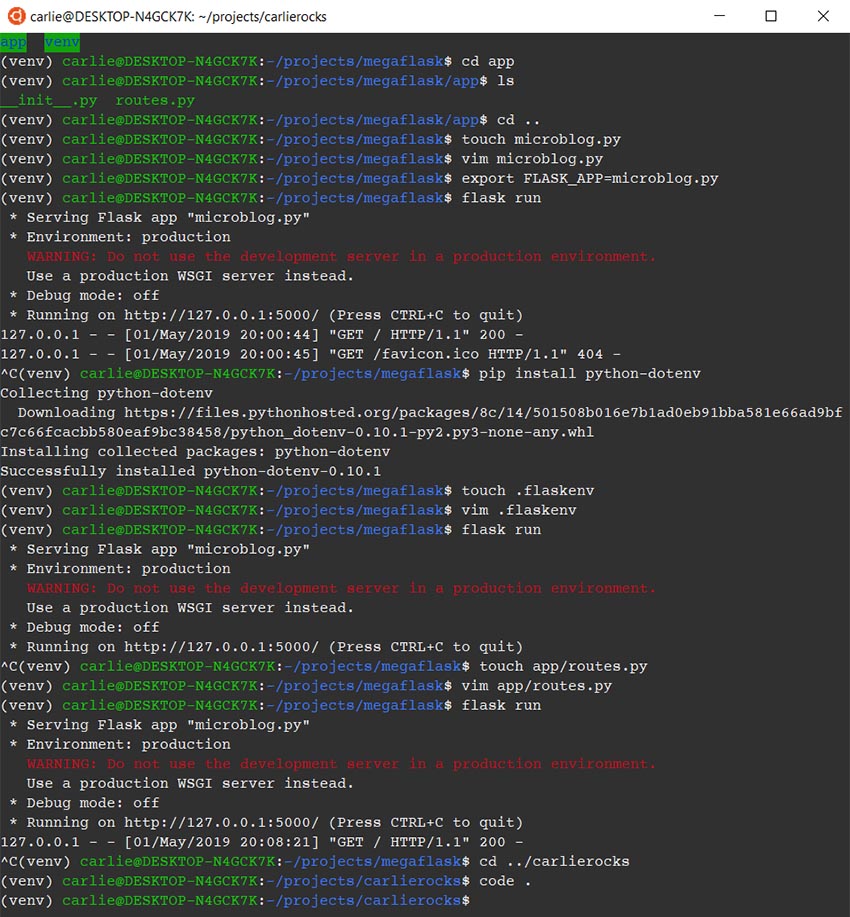 carlie@DESKTOP-N4GCK7K: ~/projects/carlierocks
app venv
(venv) carlie@DESKTOP-N4GCK7K:~/projects/megaflask$ cd app
(venv) carlie@DESKTOP-N4GCK7K:~/projects/megaflask/app$ ls
__init__.py  routes.py
(venv) carlie@DESKTOP-N4GCK7K:~/projects/megaflask/app$ cd ..
(venv) carlie@DESKTOP-N4GCK7K:~/projects/megaflask$ touch microblog.py
(venv) carlie@DESKTOP-N4GCK7K:~/projects/megaflask$ vim microblog.py
(venv) carlie@DESKTOP-N4GCK7K:~/projects/megaflask$ export FLASK_APP=microblog.py
(venv) carlie@DESKTOP-N4GCK7K:~/projects/megaflask$ flask run
 * Serving Flask app "microblog.py"
 * Environment: production
   WARNING: Do not use the development server in a production environment.
   Use a production WSGI server instead.
 * Debug mode: off
 * Running on http://127.0.0.1:5000/ (Press CTRL+C to quit)
127.0.0.1 - - [01/May/2019 20:00:44] "GET / HTTP/1.1" 200 -
127.0.0.1 - - [01/May/2019 20:00:45] "GET /favicon.ico HTTP/1.1" 404 -
^C(venv) carlie@DESKTOP-N4GCK7K:~/projects/megaflask$ pip install python-dotenv
Collecting python-dotenv
  Downloading https://files.pythonhosted.org/packages/8c/14/501508b016e7b1ad0eb91bba581e66ad9bf
c7c66fcacbb580eaf9bc38458/python_dotenv-0.10.1-py2.py3-none-any.whl
Installing collected packages: python-dotenv
Successfully installed python-dotenv-0.10.1
(venv) carlie@DESKTOP-N4GCK7K:~/projects/megaflask$ touch .flaskenv
(venv) carlie@DESKTOP-N4GCK7K:~/projects/megaflask$ vim .flaskenv
(venv) carlie@DESKTOP-N4GCK7K:~/projects/megaflask$ flask run
 * Serving Flask app "microblog.py"
 * Environment: production
   WARNING: Do not use the development server in a production environment.
   Use a production WSGI server instead.
 * Debug mode: off
 * Running on http://127.0.0.1:5000/ (Press CTRL+C to quit)
^C(venv) carlie@DESKTOP-N4GCK7K:~/projects/megaflask$ touch app/routes.py
(venv) carlie@DESKTOP-N4GCK7K:~/projects/megaflask$ vim app/routes.py
(venv) carlie@DESKTOP-N4GCK7K:~/projects/megaflask$ flask run
 * Serving Flask app "microblog.py"
 * Environment: production
   WARNING: Do not use the development server in a production environment.
   Use a production WSGI server instead.
 * Debug mode: off
 * Running on http://127.0.0.1:5000/ (Press CTRL+C to quit)
127.0.0.1 - - [01/May/2019 20:08:21] "GET / HTTP/1.1" 200 -
^C(venv) carlie@DESKTOP-N4GCK7K:~/projects/megaflask$ cd ../carlierocks
(venv) carlie@DESKTOP-N4GCK7K:~/projects/carlierocks$ code .
(venv) carlie@DESKTOP-N4GCK7K:~/projects/carlierocks$